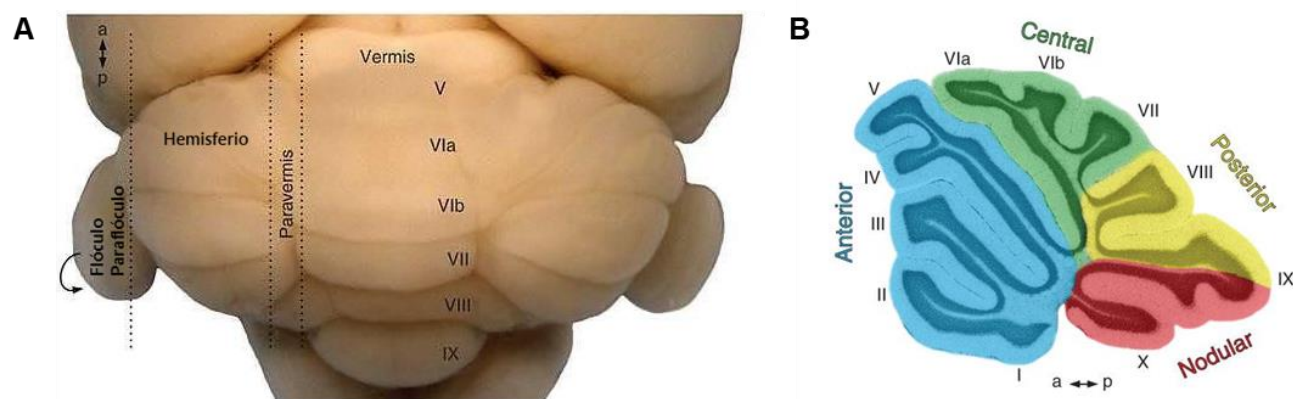 A
a
p
Vermis
V
Hemisferio
VIa
Paravermis
VIb
Flóculo
Paraflóculo
VII
VIII
IX
B
Central
VIa
VIb
V
VII
VIII
Posterior
IV
III
Anterior
II
IX
I
a p
X
Nodular